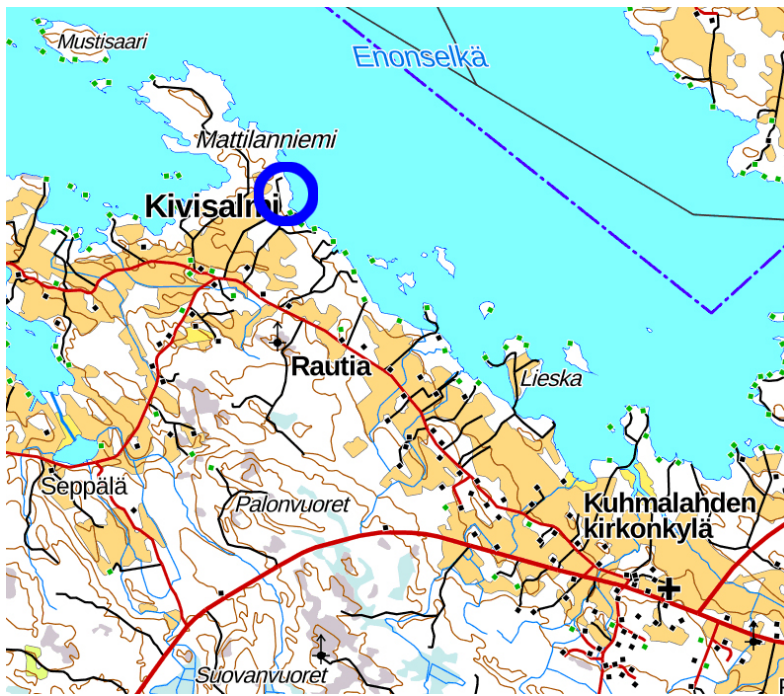 Mustisaari
Enonselkä
Mattilanniemi
Kivisalmi
Rautia
Lieska
Seppälä
Palonvuoret
Kuhmalahden
kirkonkylä
Suovanvuoret